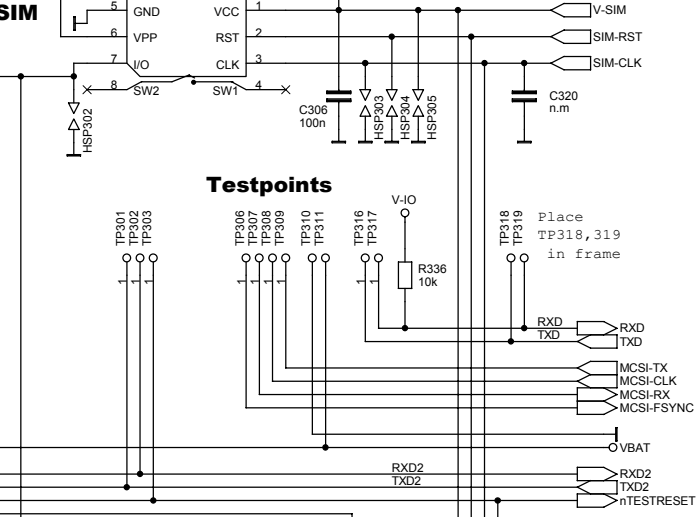 SIM
5 GND VCC 1 V-SIM
6 VPP RST 2 SIM-RST
7 I/O CLK 3 SIM-CLK
8 SW2 SW1 4
HSP302
C306
100n
HSP303
HSP304
HSP305
C320
n.m
Testpoints
V-IO
TP301
TP302
TP303
TP306
TP307
TP308
TP309
TP310
TP311
TP316
TP317
TP318
TP319
Place
TP318,319
in frame
R336
10k
1 1 1 1 1 1 1 1 1 1 1
RXD RXD
TXD TXD
MCSI-TX
MCSI-CLK
MCSI-RX
MCSI-FSYNC
VBAT
RXD2 RXD2
TXD2 TXD2
nTESTRESET